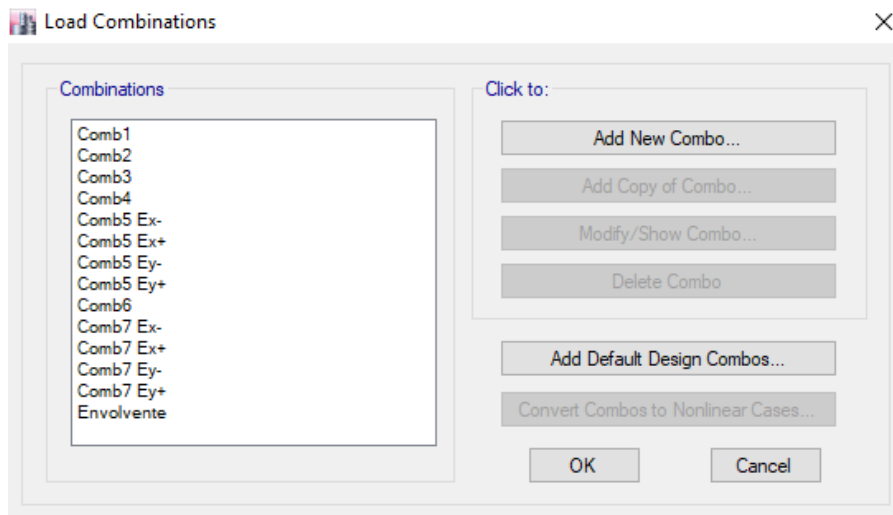 Load Combinations
Combinations
Comb1
Comb2
Comb3
Comb4
Comb5 Ex-
Comb5 Ex+
Comb5 Ey-
Comb5 Ey+
Comb6
Comb7 Ex-
Comb7 Ex+
Comb7 Ey-
Comb7 Ey+
Envolvente
Click to:
Add New Combo...
Add Copy of Combo...
Modify/Show Combo...
Delete Combo
Add Default Design Combos...
Convert Combos to Nonlinear Cases...
OK
Cancel